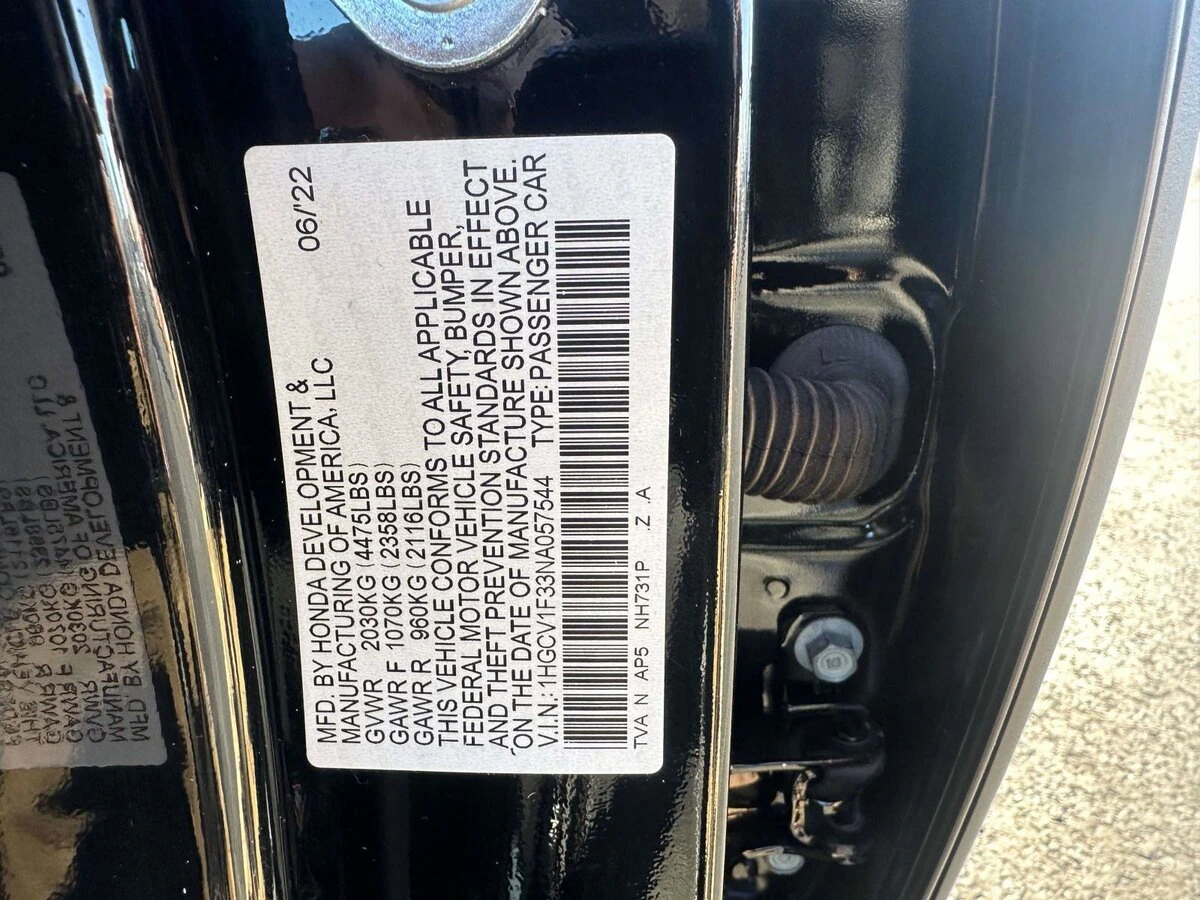 06/'22
MFD. BY HONDA DEVELOPMENT &
MANUFACTURING OF AMERICA, LLC
GVWR 2030KG (4475LBS)
GAWR F 1070KG (2358LBS)
GAWR R 960KG (2116LBS)
THIS VEHICLE CONFORMS TO ALL APPLICABLE
FEDERAL MOTOR VEHICLE SAFETY, BUMPER,
AND THEFT PREVENTION STANDARDS IN EFFECT
ON THE DATE OF MANUFACTURE SHOWN ABOVE.
V.I.N.: 1HGCV1F333NA057544 TYPE: PASSENGER CAR
TVA N AP5 NH731P .Z .A